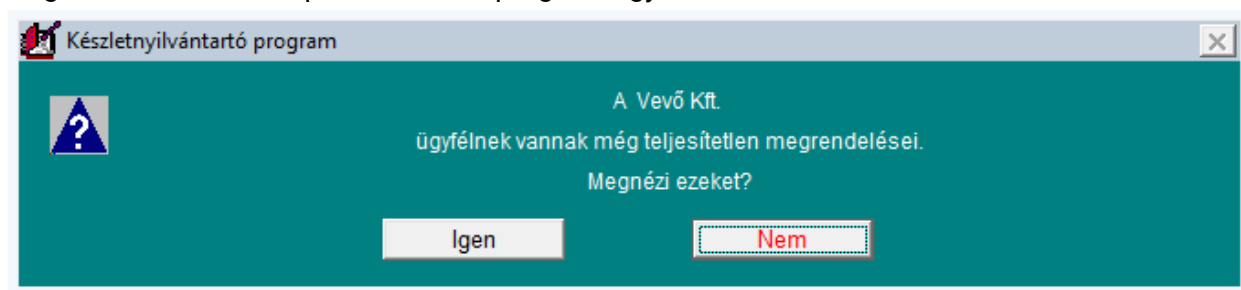 Készletnyilvántartó program
A Vevő Kft.
ügyfélnek vannak még teljesítetlen megrendelései.
Megnézi ezeket?
Igen Nem